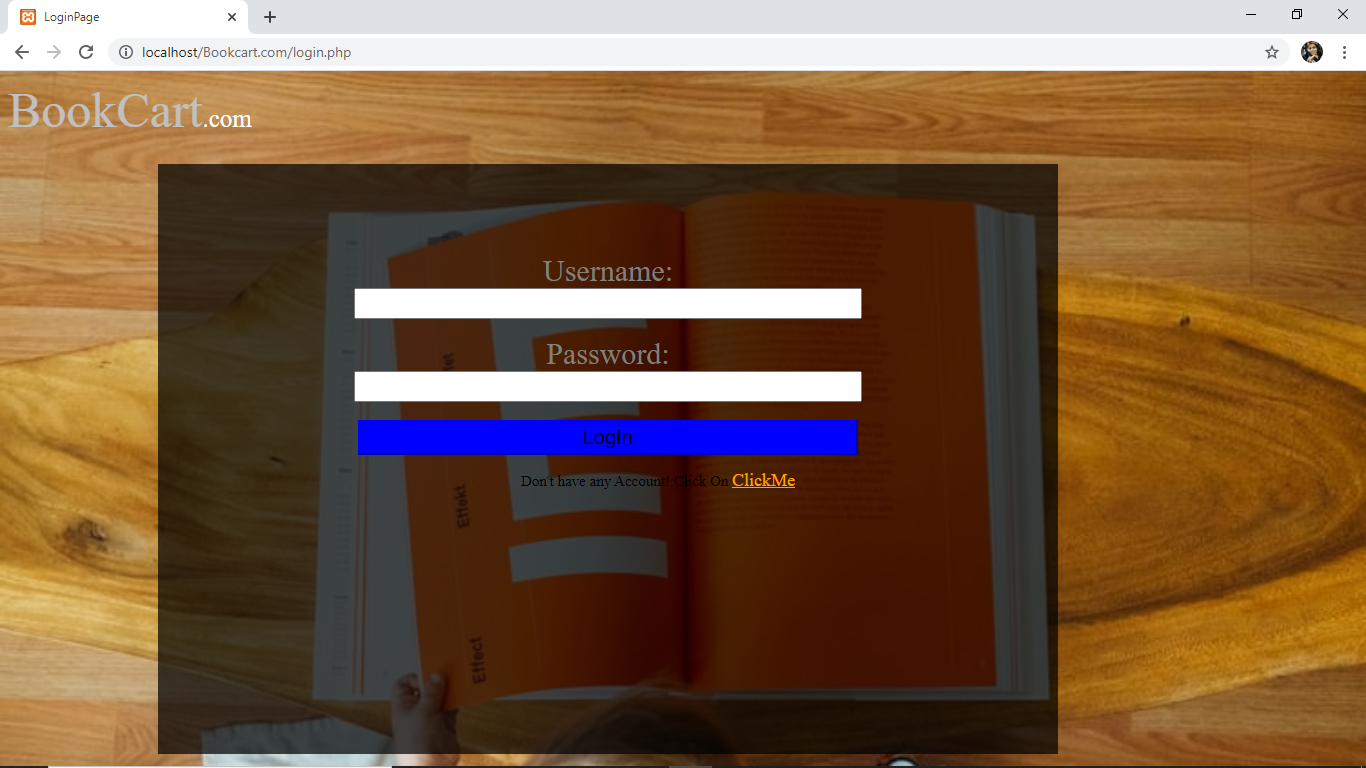 LoginPage
localhost/Bookcart.com/login.php
BookCart.com
Username:
Password:
LogIn
Don't have any Account! Click On ClickMe
Effekt
Effect